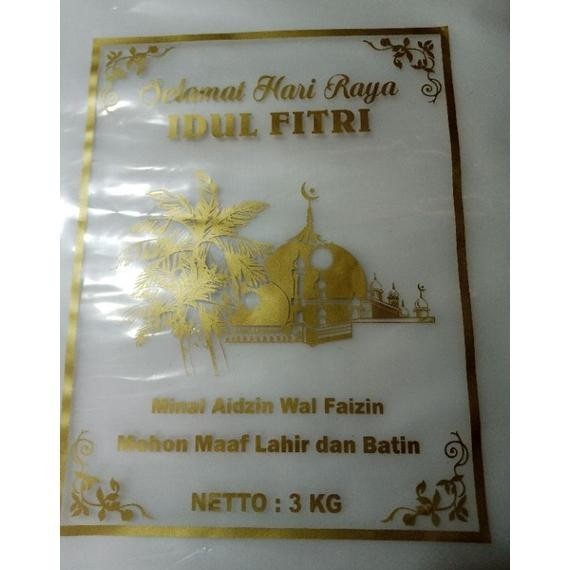 Selamat Hari Raya
IDUL FITRI
Minal Aidzin Wal Faizin
Mohon Maaf Lahir dan Batin
NETTO : 3 KG